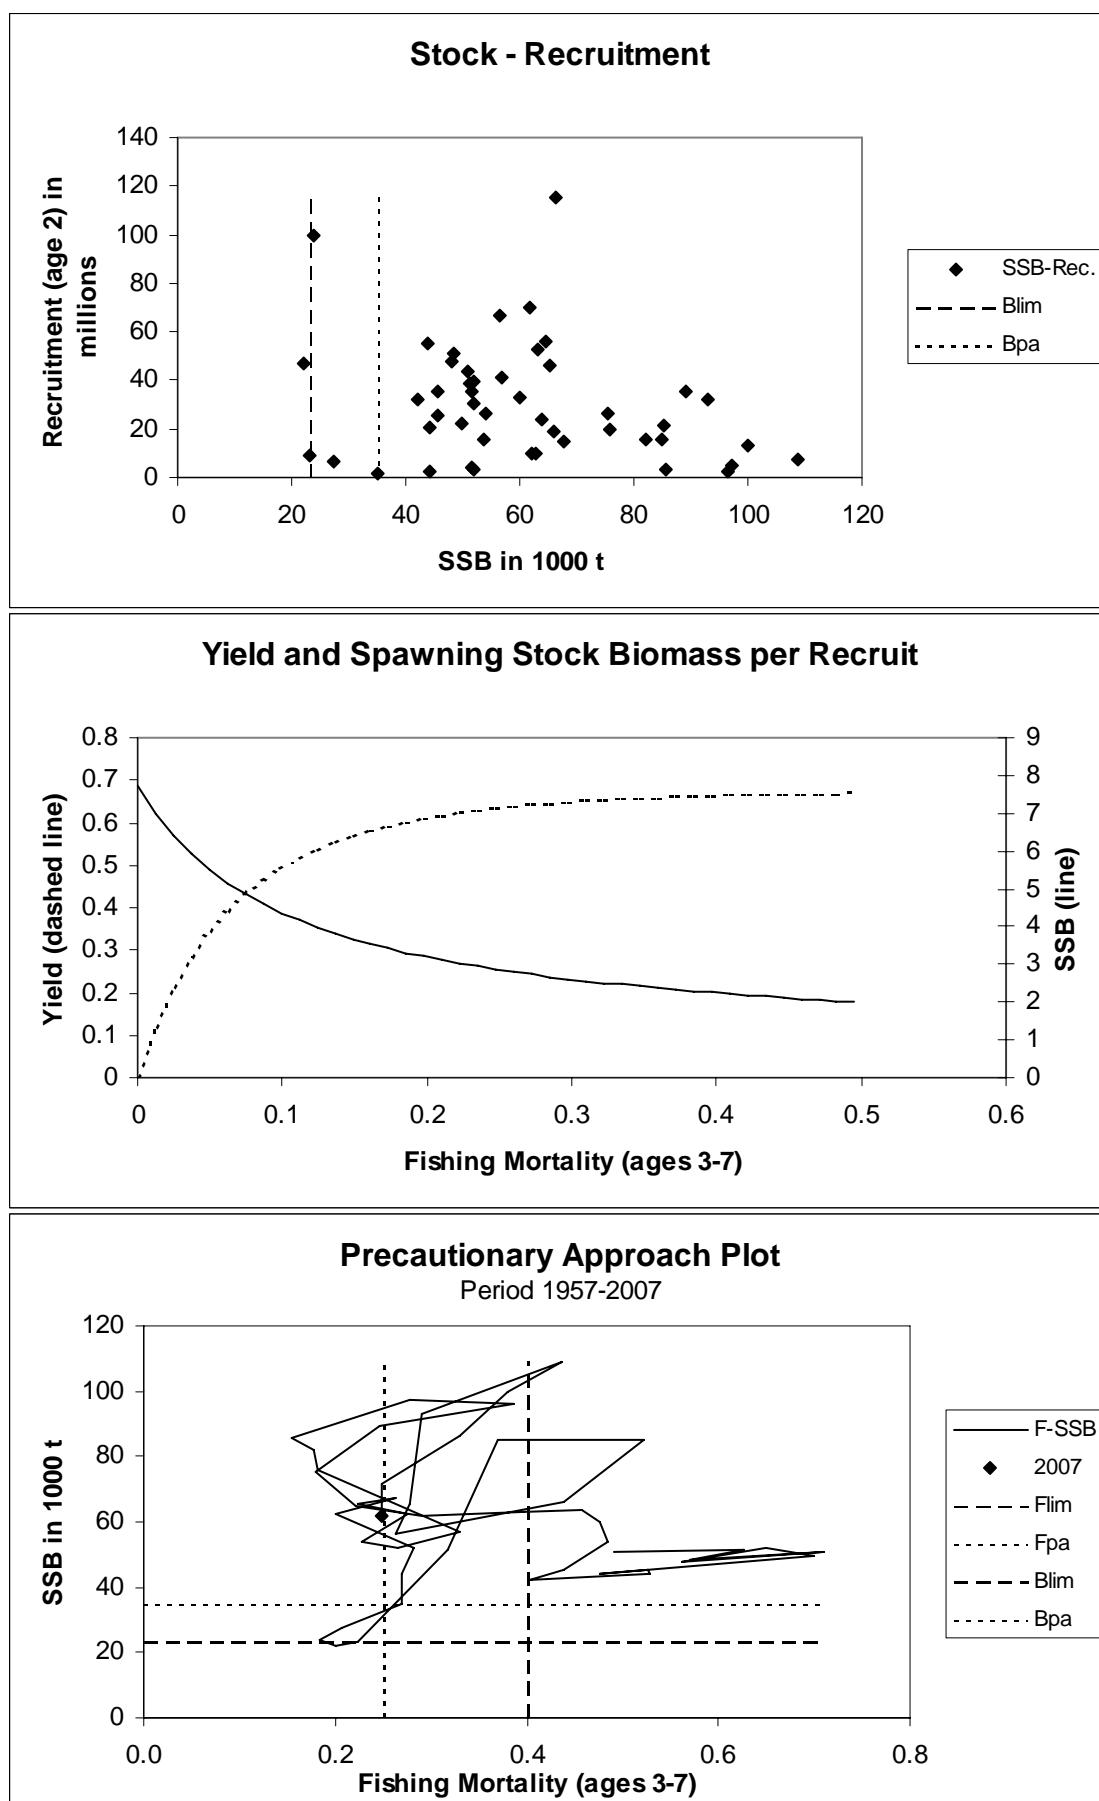 Stock - Recruitment
Recruitment (age 2) in
millions
140
120
100
80
60
40
20
0
0 20 40 60 80 100 120
SSB in 1000 t
SSB-Rec.
Blim
Bpa
Yield and Spawning Stock Biomass per Recruit
Yield (dashed line)
0.8
0.7
0.6
0.5
0.4
0.3
0.2
0.1
0
9
8
7
6
5
4
3
2
1
0
SSB (line)
0 0.1 0.2 0.3 0.4 0.5 0.6
Fishing Mortality (ages 3-7)
Precautionary Approach Plot
Period 1957-2007
SSB in 1000 t
120
100
80
60
40
20
0
0.0 0.2 0.4 0.6 0.8
Fishing Mortality (ages 3-7)
F-SSB
2007
Flim
Fpa
Blim
Bpa